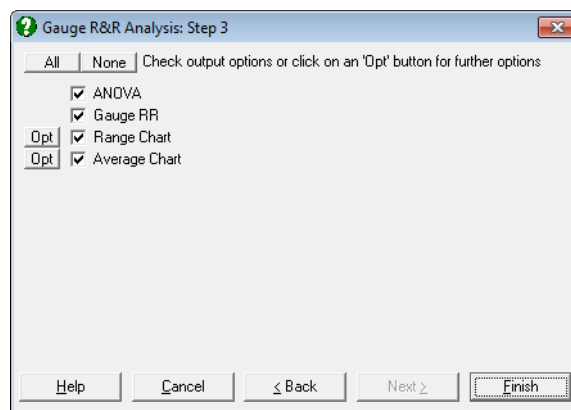 Gauge R&R Analysis: Step 3
All None Check output options or click on an 'Opt' button for further options
ANOVA
Gauge RR
Opt Range Chart
Opt Average Chart
Help Cancel < Back Next > Finish